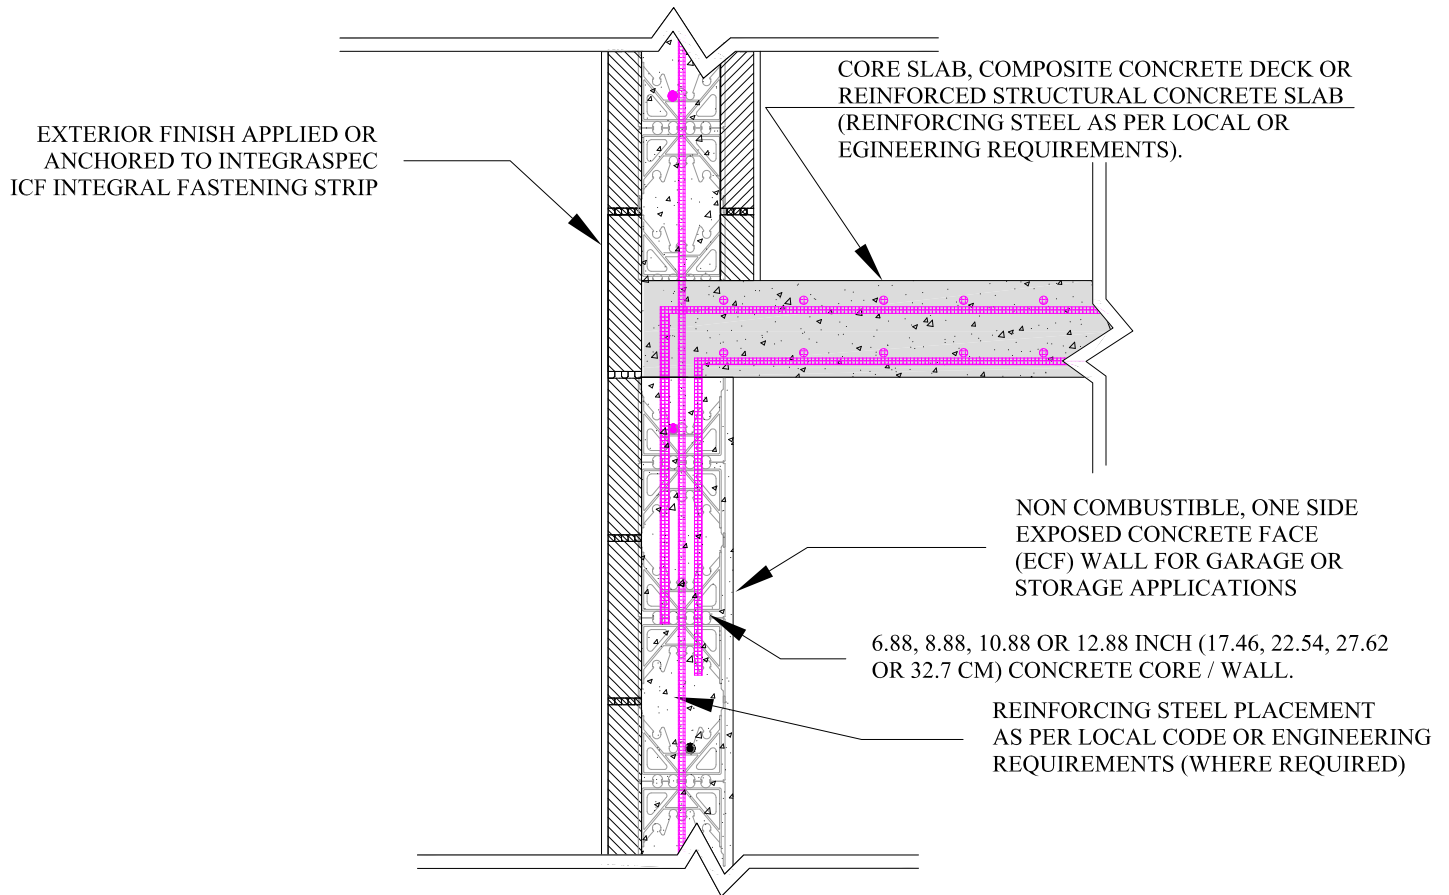 CORE SLAB, COMPOSITE CONCRETE DECK OR
REINFORCED STRUCTURAL CONCRETE SLAB
(REINFORCING STEEL AS PER LOCAL OR
EGINEERING REQUIREMENTS).
EXTERIOR FINISH APPLIED OR
ANCHORED TO INTEGRASPEC
ICF INTEGRAL FASTENING STRIP
NON COMBUSTIBLE, ONE SIDE
EXPOSED CONCRETE FACE
(ECF) WALL FOR GARAGE OR
STORAGE APPLICATIONS
6.88, 8.88, 10.88 OR 12.88 INCH (17.46, 22.54, 27.62
OR 32.7 CM) CONCRETE CORE / WALL.
REINFORCING STEEL PLACEMENT
AS PER LOCAL CODE OR ENGINEERING
REQUIREMENTS (WHERE REQUIRED)